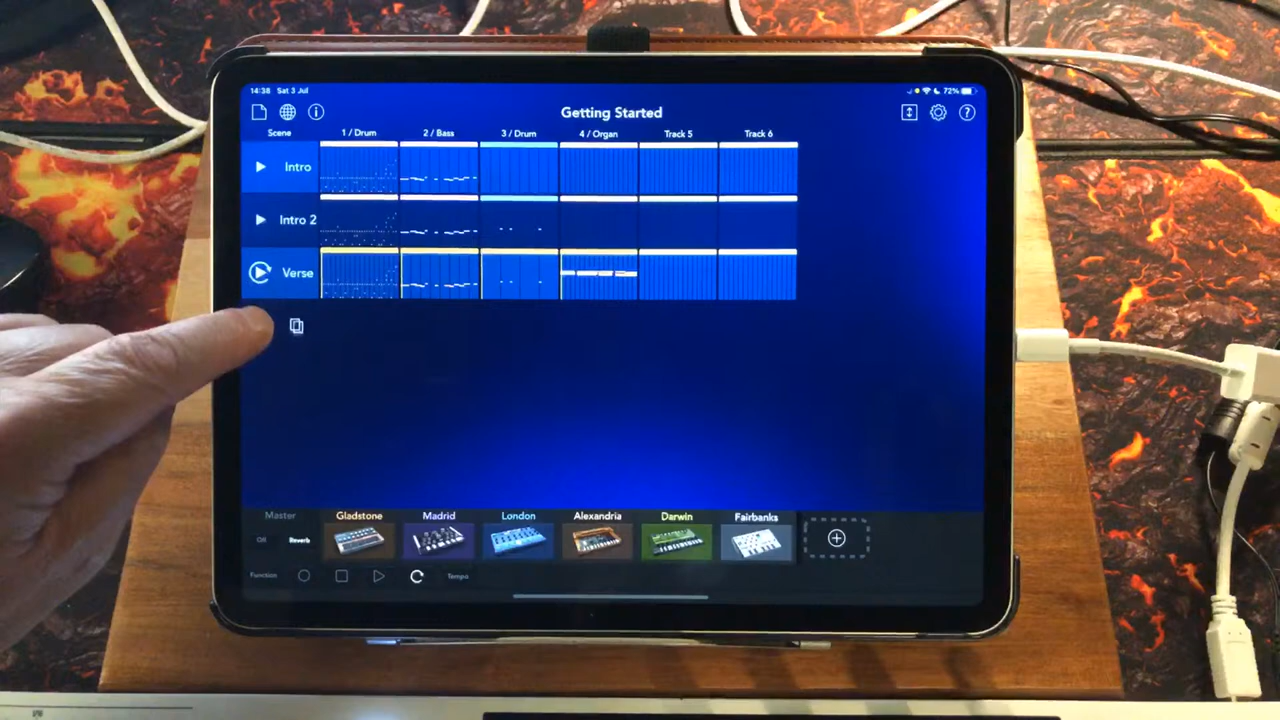 14:38 Sat 3 Jul 72%
Getting Started
Scene 1 / Drum 2 / Bass 3 / Drum 4 / Organ Track 5 Track 6
Intro
Intro 2
Verse
Master Gladstone Madrid London Alexandria Darwin Fairbanks
Off Reverb
Function Tempo